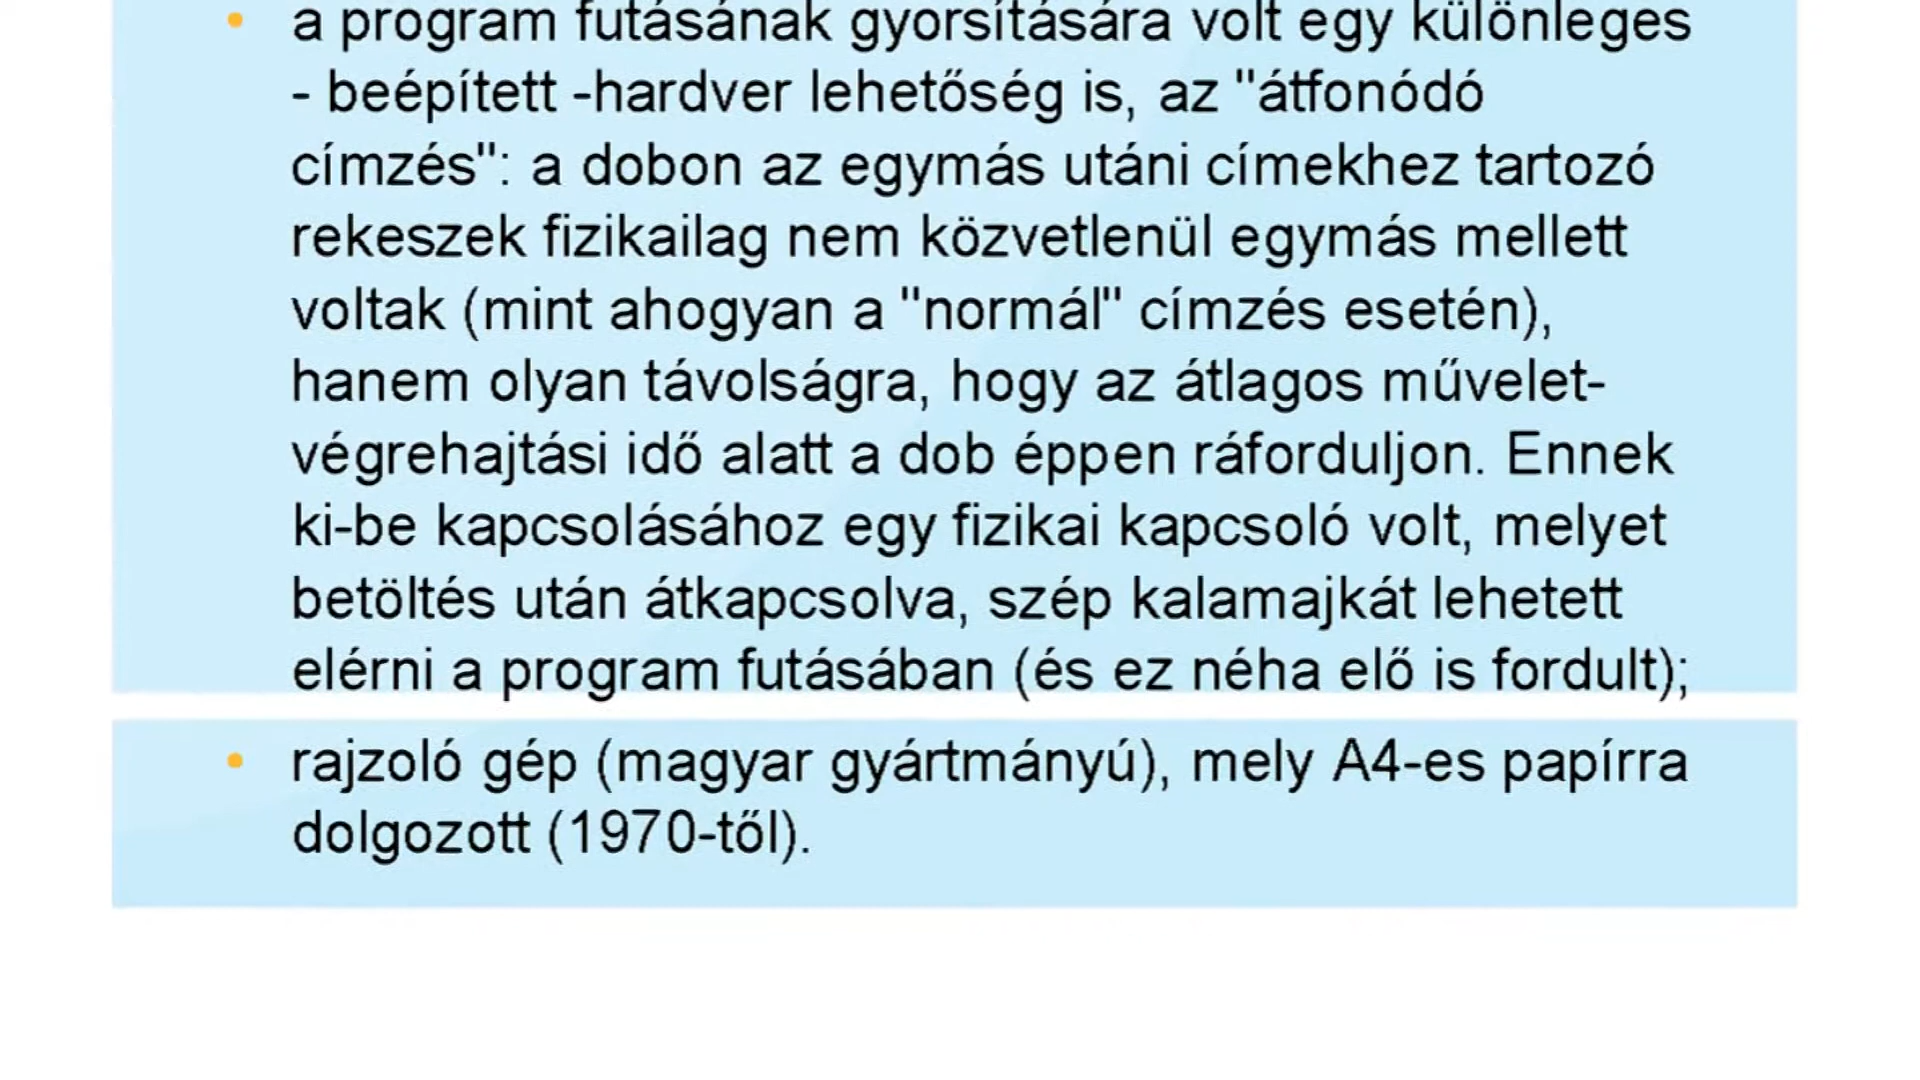 • a program futásának gyorsítására volt egy különleges
- beépített -hardver lehetőség is, az "átfonódó
címzés": a dobon az egymás utáni címekhez tartozó
rekeszek fizikailag nem közvetlenül egymás mellett
voltak (mint ahogyan a "normál" címzés esetén),
hanem olyan távolságra, hogy az átlagos művelet-
végrehajtási idő alatt a dob éppen ráforduljon. Ennek
ki-be kapcsolásához egy fizikai kapcsoló volt, melyet
betöltés után átkapcsolva, szép kalamajkát lehetett
elérni a program futásában (és ez néha elő is fordult);
• rajzoló gép (magyar gyártmányú), mely A4-es papírra
dolgozott (1970-től).